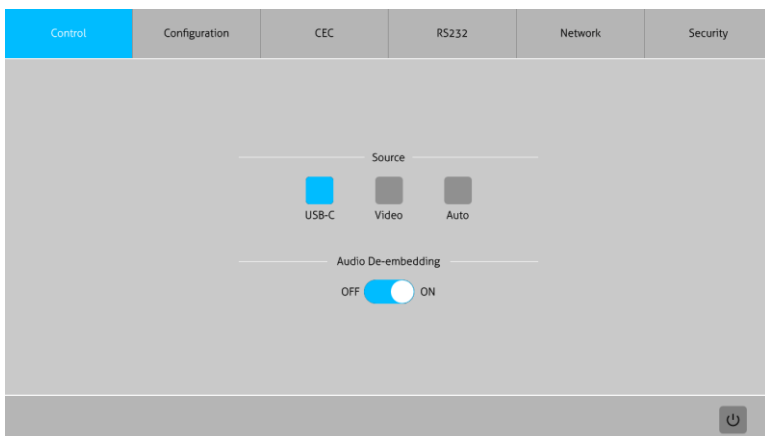 Control Configuration CEC RS232 Network Security
Source
USB-C Video Auto
Audio De-embedding
OFF ON